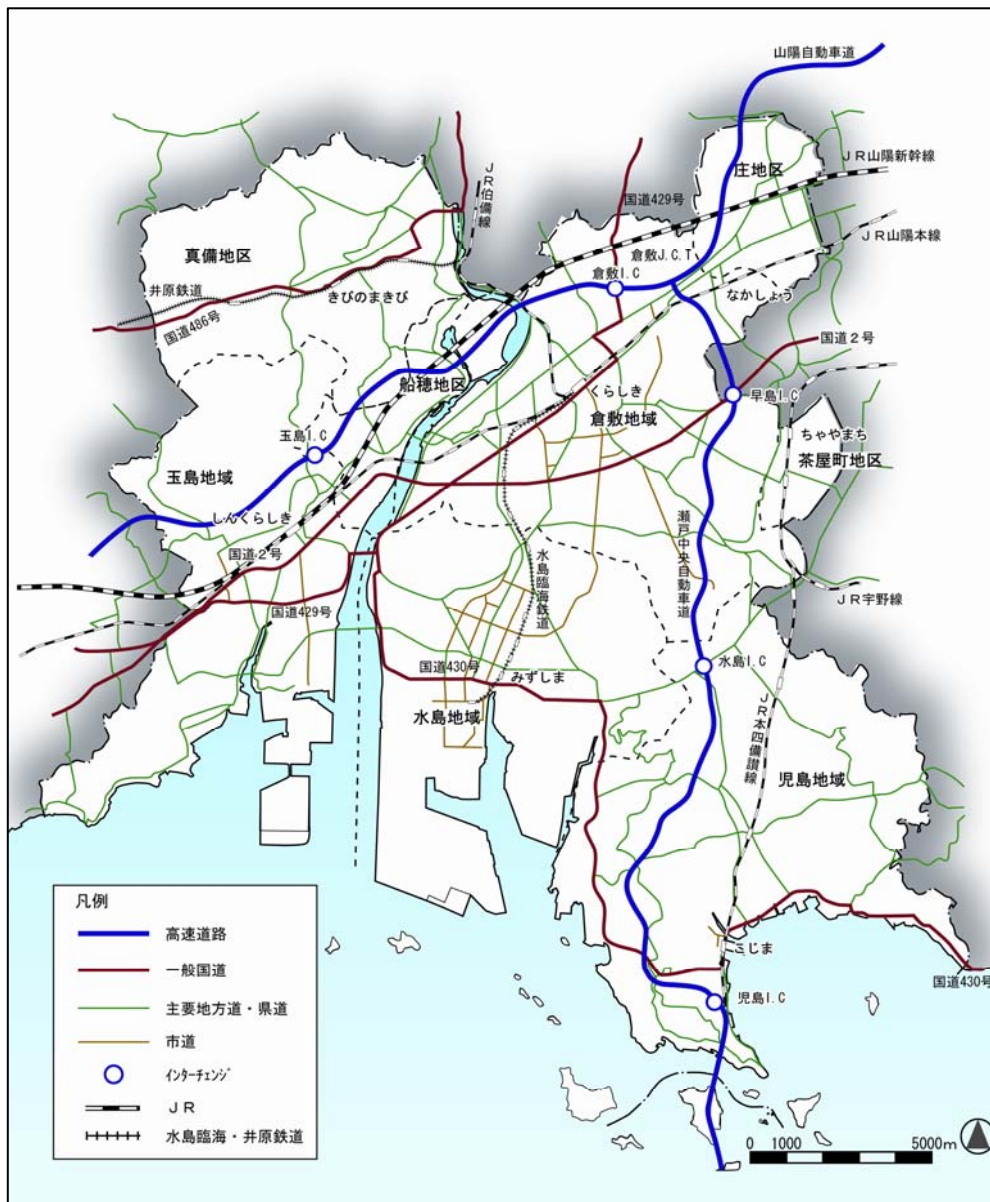 山陽自動車道
JR山陽新幹線
庄地区
国道429号
JR伯備線
JR山陽本線
真備地区
倉敷J.C.T
倉敷I.C
なかしょう
井原鉄道
きびのまきび
国道486号
国道2号
船穂地区
くらしき
早島I.C
倉敷地域
ちゃやまち
玉島I.C
茶屋町地区
玉島地域
しんくらしき
瀬戸中央自動車道
国道2号
水島臨海鉄道
JR宇野線
国道429号
国道430号
みずしま
水島I.C
水島地域
JR本四備讃線
児島地域
こじま
国道430号
児島I.C
凡例
高速道路
一般国道
主要地方道・県道
市道
インターチェンジ
JR
水島臨海・井原鉄道
0 1000 5000m